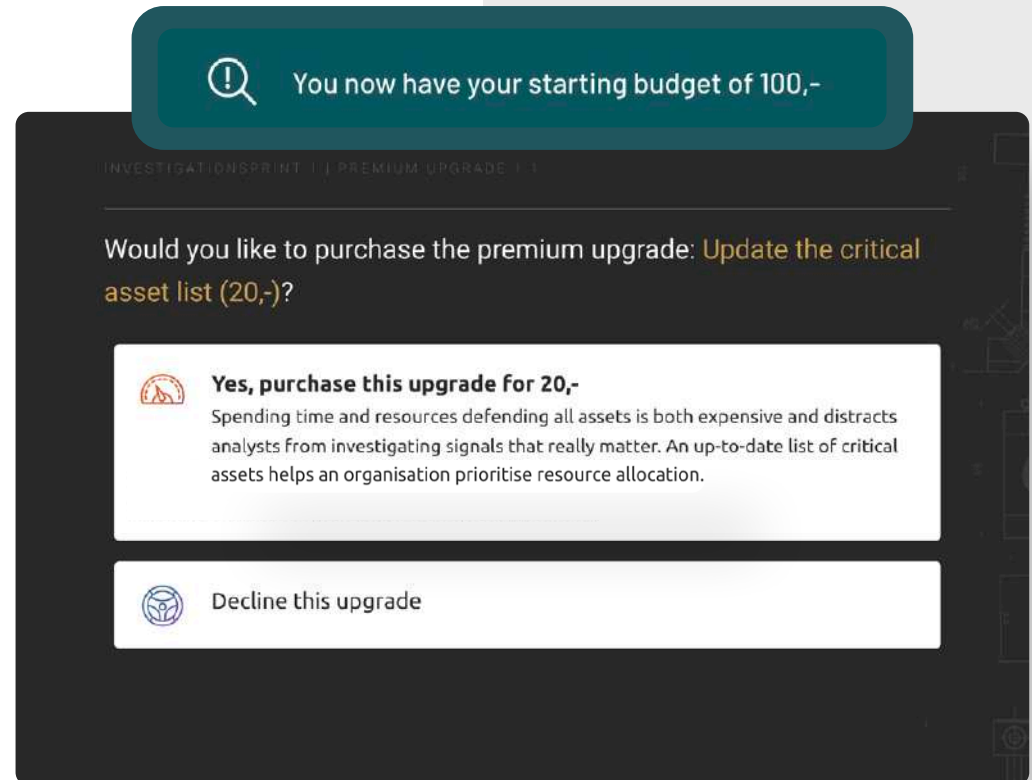 You now have your starting budget of 100,-
INVESTIGATIONSPRINT 1 | PREMIUM UPGRADE 1.1
Would you like to purchase the premium upgrade: Update the critical
asset list (20,-)?
Yes, purchase this upgrade for 20,-
Spending time and resources defending all assets is both expensive and distracts
analysts from investigating signals that really matter. An up-to-date list of critical
assets helps an organisation prioritise resource allocation.
Decline this upgrade